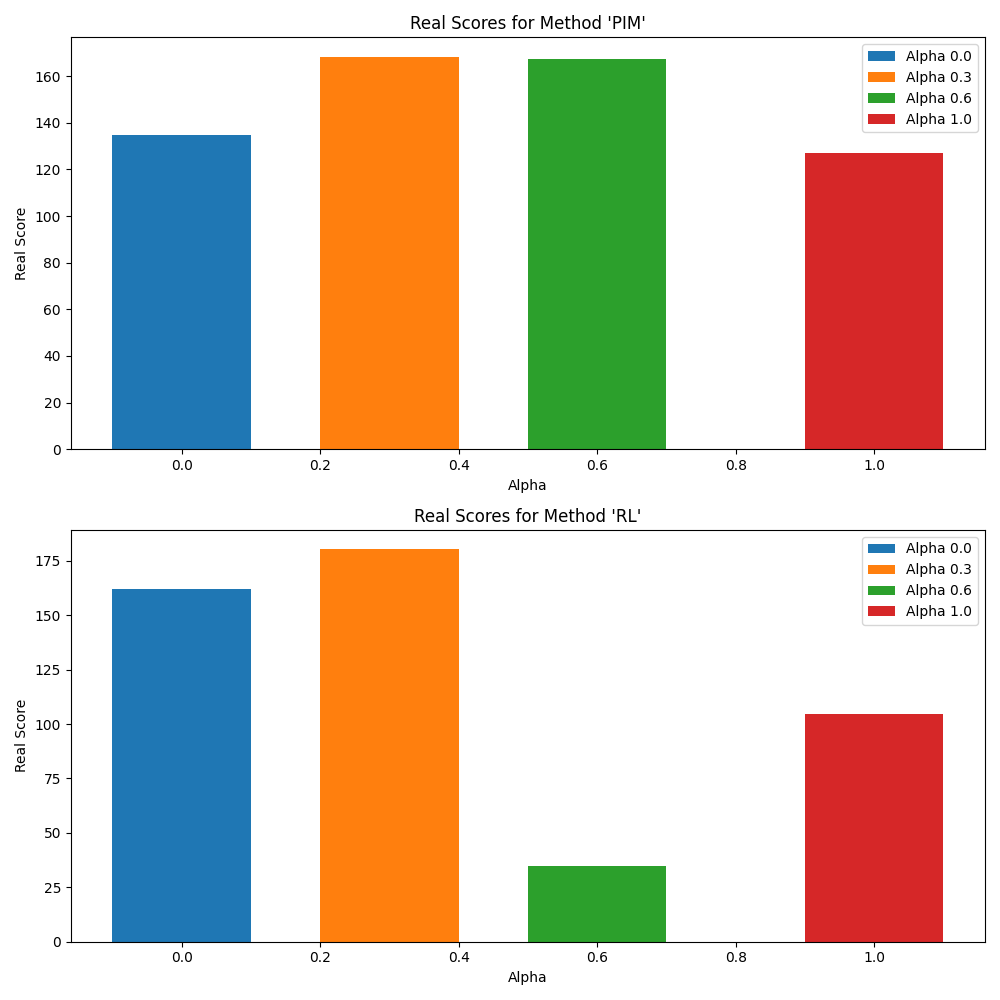 Real Scores for Method 'PIM'
Real Score
160
140
120
100
80
60
40
20
0
Alpha 0.0
Alpha 0.3
Alpha 0.6
Alpha 1.0
0.0 0.2 0.4 0.6 0.8 1.0
Alpha
Real Scores for Method 'RL'
Real Score
175
150
125
100
75
50
25
0
Alpha 0.0
Alpha 0.3
Alpha 0.6
Alpha 1.0
0.0 0.2 0.4 0.6 0.8 1.0
Alpha